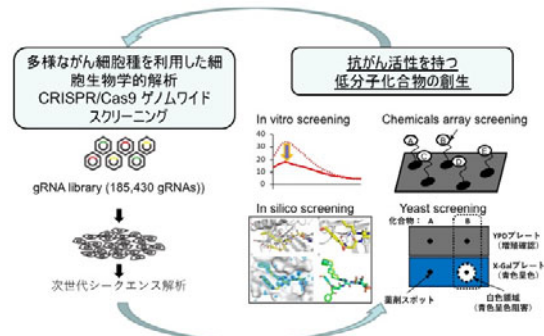 多様ながん細胞種を利用した細
胞生物学的解析
CRISPR/Cas9 ゲノムワイド
スクリーニング
gRNA library (185,430 gRNAs))
次世代シークエンス解析
抗がん活性を持つ
低分子化合物の創生
In vitro screening
40
30
20
10
0
Chemicals array screening
A
B
C
D
E
In silico screening
Yeast screening
化合物：
A
B
YPDプレート
（増殖確認）
X-Galプレート
（青色呈色）
薬剤スポット
白色領域
（青色呈色阻害）